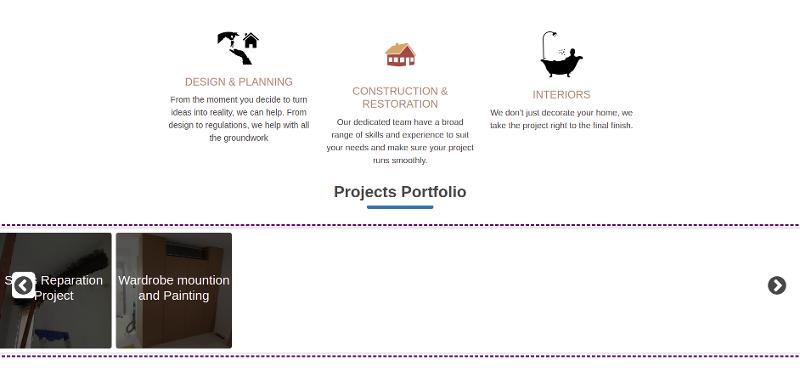 DESIGN & PLANNING
From the moment you decide to turn
ideas into reality, we can help. From
design to regulations, we help with all
the groundwork
CONSTRUCTION &
RESTORATION
Our dedicated team have a broad
range of skills and experience to suit
your needs and make sure your project
runs smoothly.
INTERIORS
We don't just decorate your home, we
take the project right to the final finish.
Projects Portfolio
Reparation
Project
Wardrobe mountion
and Painting